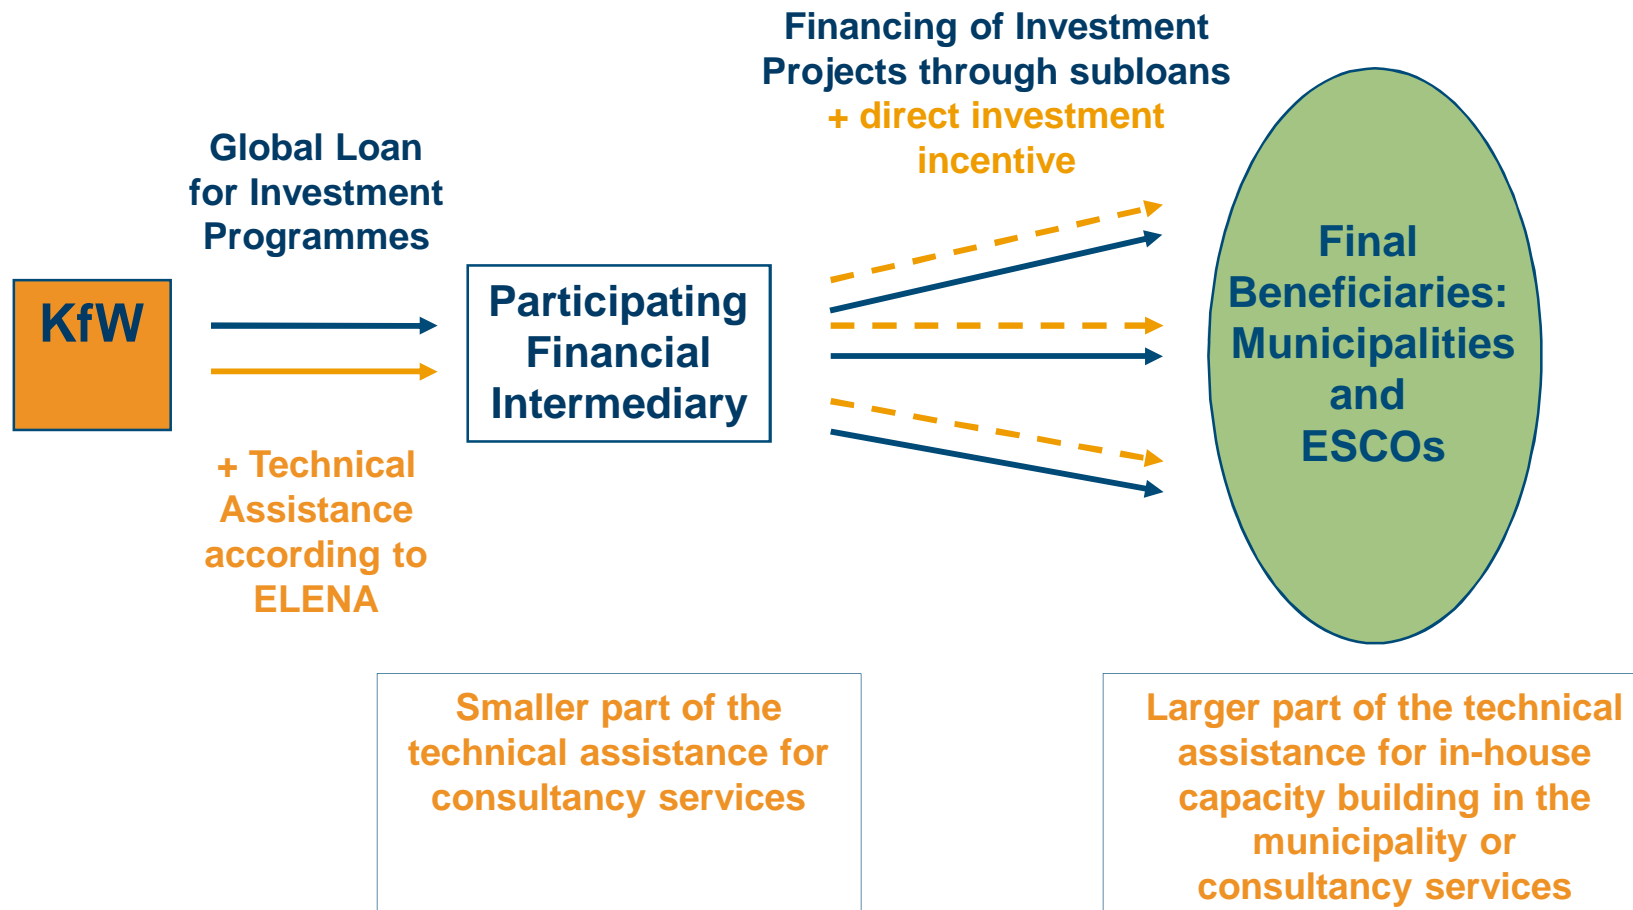 Financing of Investment
Projects through subloans
+ direct investment
incentive
Global Loan
for Investment
Programmes
KfW
Participating
Financial
Intermediary
Final
Beneficiaries:
Municipalities
and
ESCOs
+ Technical
Assistance
according to
ELENA
Smaller part of the
technical assistance for
consultancy services
Larger part of the technical
assistance for in-house
capacity building in the
municipality or
consultancy services